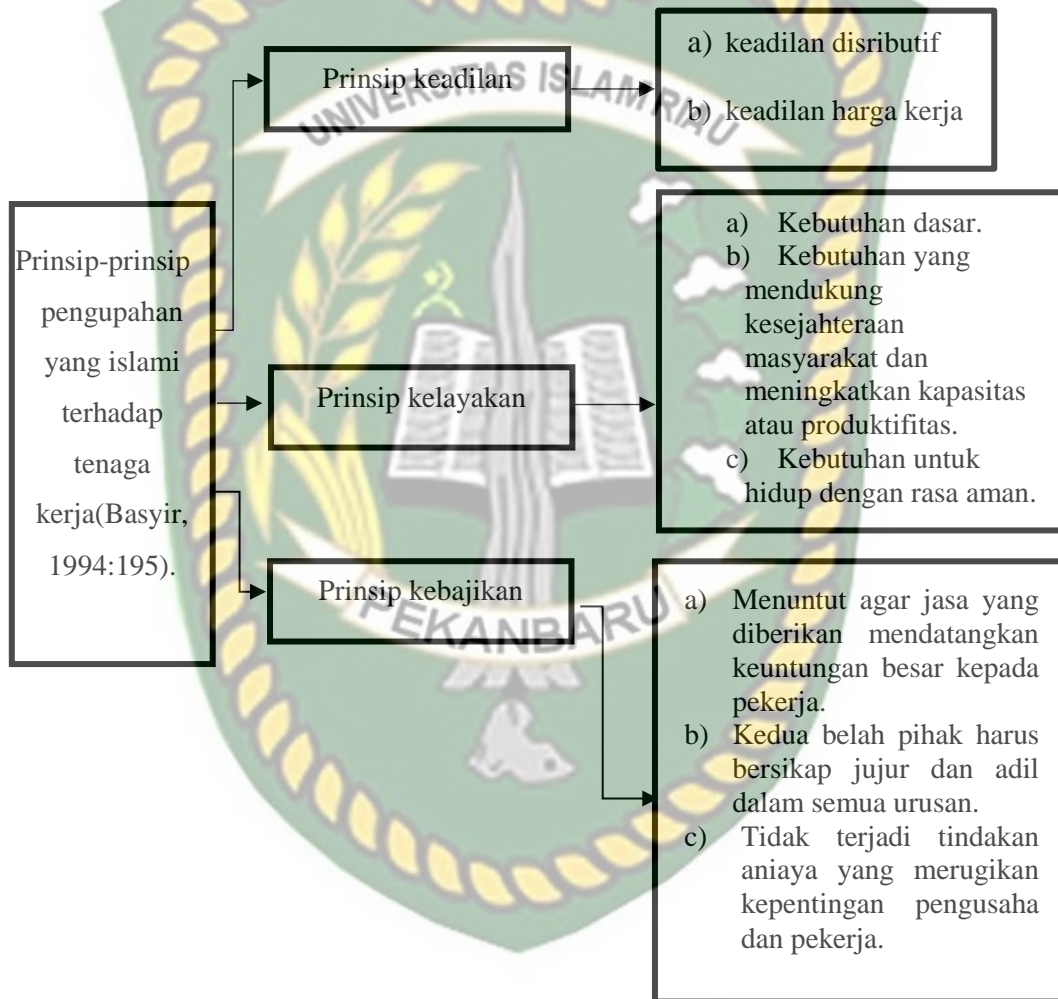 Prinsip-prinsip
pengupahan
yang islami
terhadap
tenaga
kerja(Basyir,
1994:195).
Prinsip keadilan
a) keadilan disributif
b) keadilan harga kerja
Prinsip kelayakan
a) Kebutuhan dasar.
b) Kebutuhan yang
mendukung
kesejahteraan
masyarakat dan
meningkatkan kapasitas
atau produktifitas.
c) Kebutuhan untuk
hidup dengan rasa aman.
Prinsip kebajikan
a) Menuntut agar jasa yang
diberikan mendatangkan
keuntungan besar kepada
pekerja.
b) Kedua belah pihak harus
bersikap jujur dan adil
dalam semua urusan.
c) Tidak terjadi tindakan
aniaya yang merugikan
kepentingan pengusaha
dan pekerja.
UNIVERSITAS ISLAM RIAU
PEKANBARU